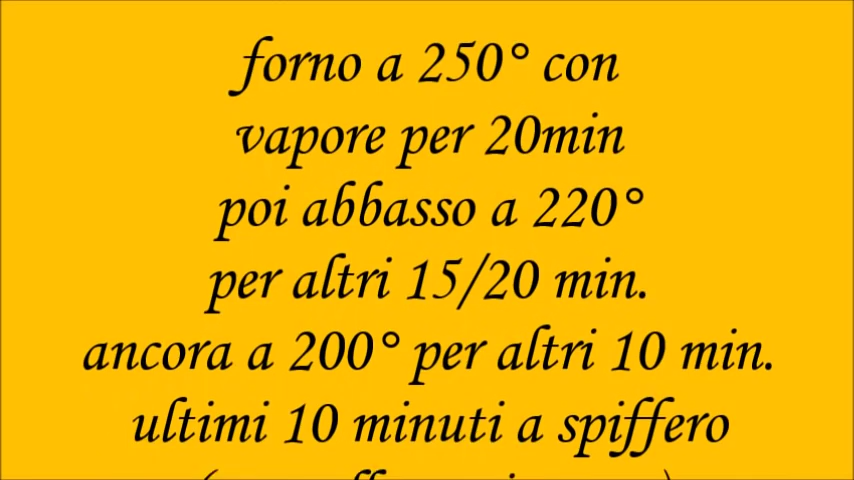 forno a 250° con
vapore per 20min
poi abbasso a 220°
per altri 15/20 min.
ancora a 200° per altri 10 min.
ultimi 10 minuti a spiffero